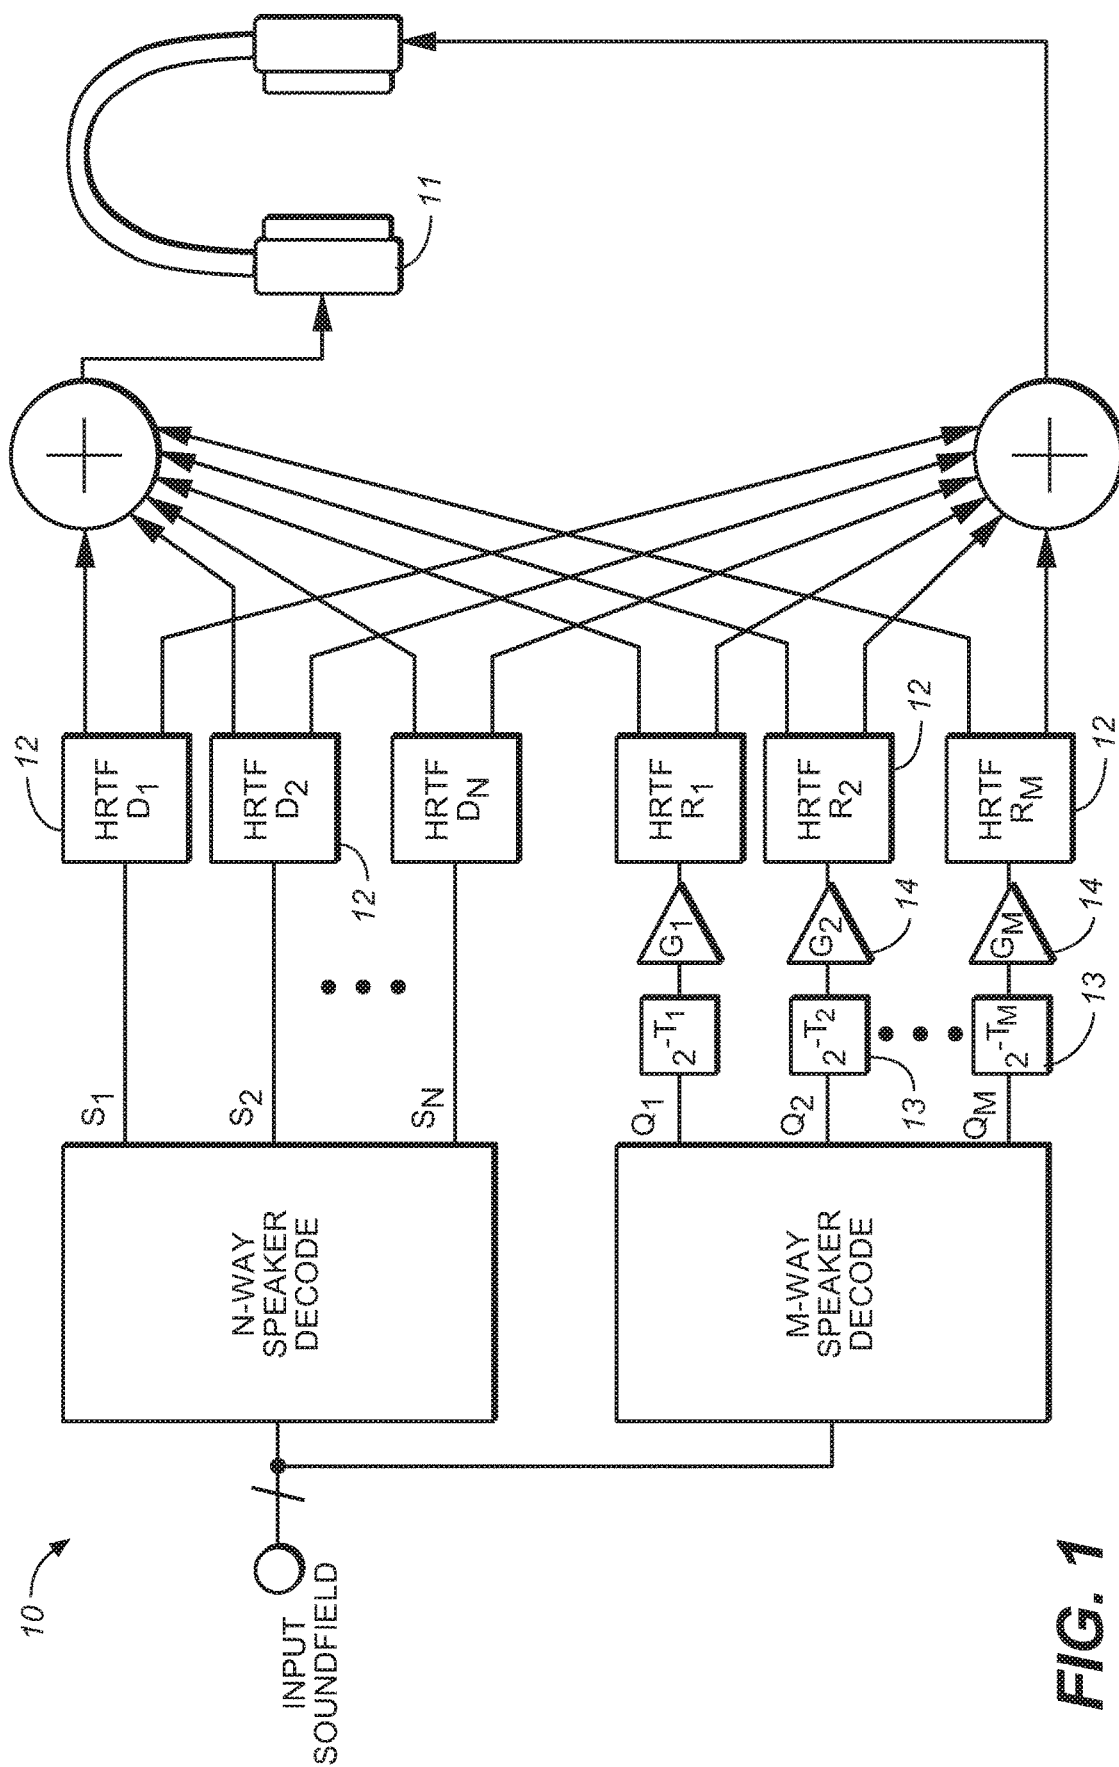 10
INPUT
SOUNDFIELD
N-WAY
SPEAKER
DECODE
M-WAY
SPEAKER
DECODE
S1
S2
SN
Q1
Q2
QM
2-T1
2-T2
2-TM
13
13
G1
G2
GM
14
14
HRTF
D1
HRTF
D2
HRTF
DN
HRTF
R1
HRTF
R2
HRTF
RM
12
12
12
12
+
+
11
FIG. 1